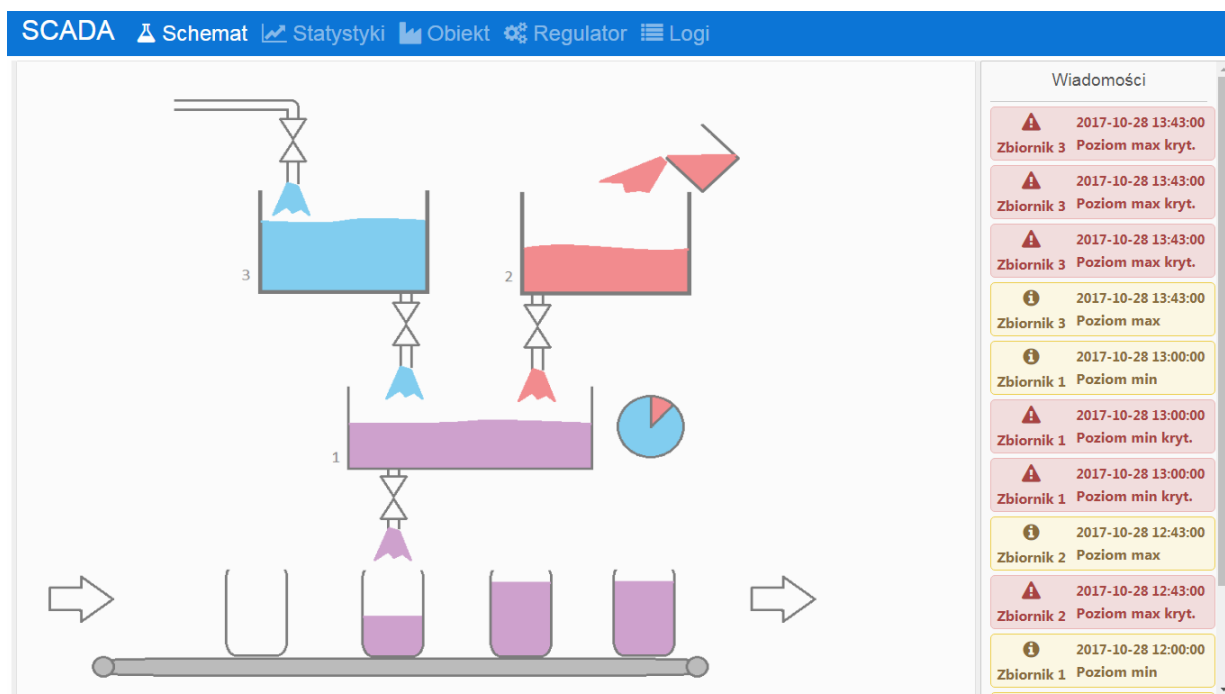 SCADA Schemat Statystyki Obiekt Regulator Logi
3
2
1
Wiadomości
2017-10-28 13:43:00
Zbiornik 3 Poziom max kryt.
2017-10-28 13:43:00
Zbiornik 3 Poziom max kryt.
2017-10-28 13:43:00
Zbiornik 3 Poziom max kryt.
2017-10-28 13:43:00
Zbiornik 3 Poziom max
2017-10-28 13:00:00
Zbiornik 1 Poziom min
2017-10-28 13:00:00
Zbiornik 1 Poziom min kryt.
2017-10-28 13:00:00
Zbiornik 1 Poziom min kryt.
2017-10-28 12:43:00
Zbiornik 2 Poziom max
2017-10-28 12:43:00
Zbiornik 2 Poziom max kryt.
2017-10-28 12:00:00
Zbiornik 1 Poziom min